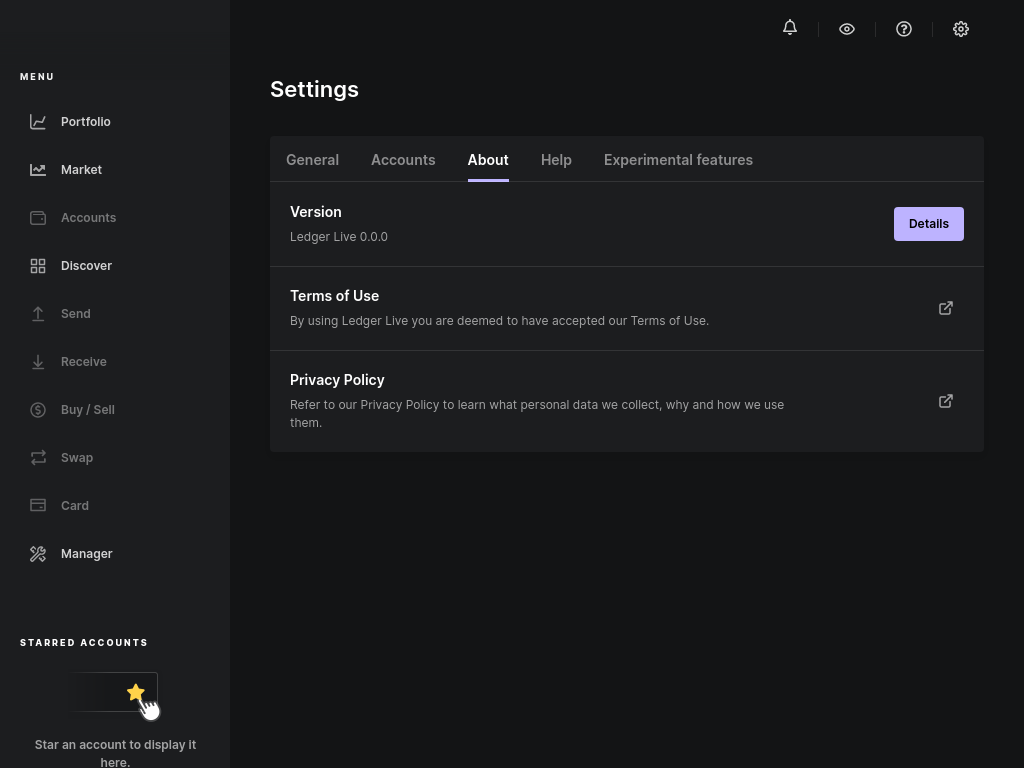 MENU
Portfolio
Market
Accounts
Discover
Send
Receive
Buy / Sell
Swap
Card
Manager
STARRED ACCOUNTS
Star an account to display it
here.
Settings
General Accounts About Help Experimental features
Version
Ledger Live 0.0.0
Details
Terms of Use
By using Ledger Live you are deemed to have accepted our Terms of Use.
Privacy Policy
Refer to our Privacy Policy to learn what personal data we collect, why and how we use
them.